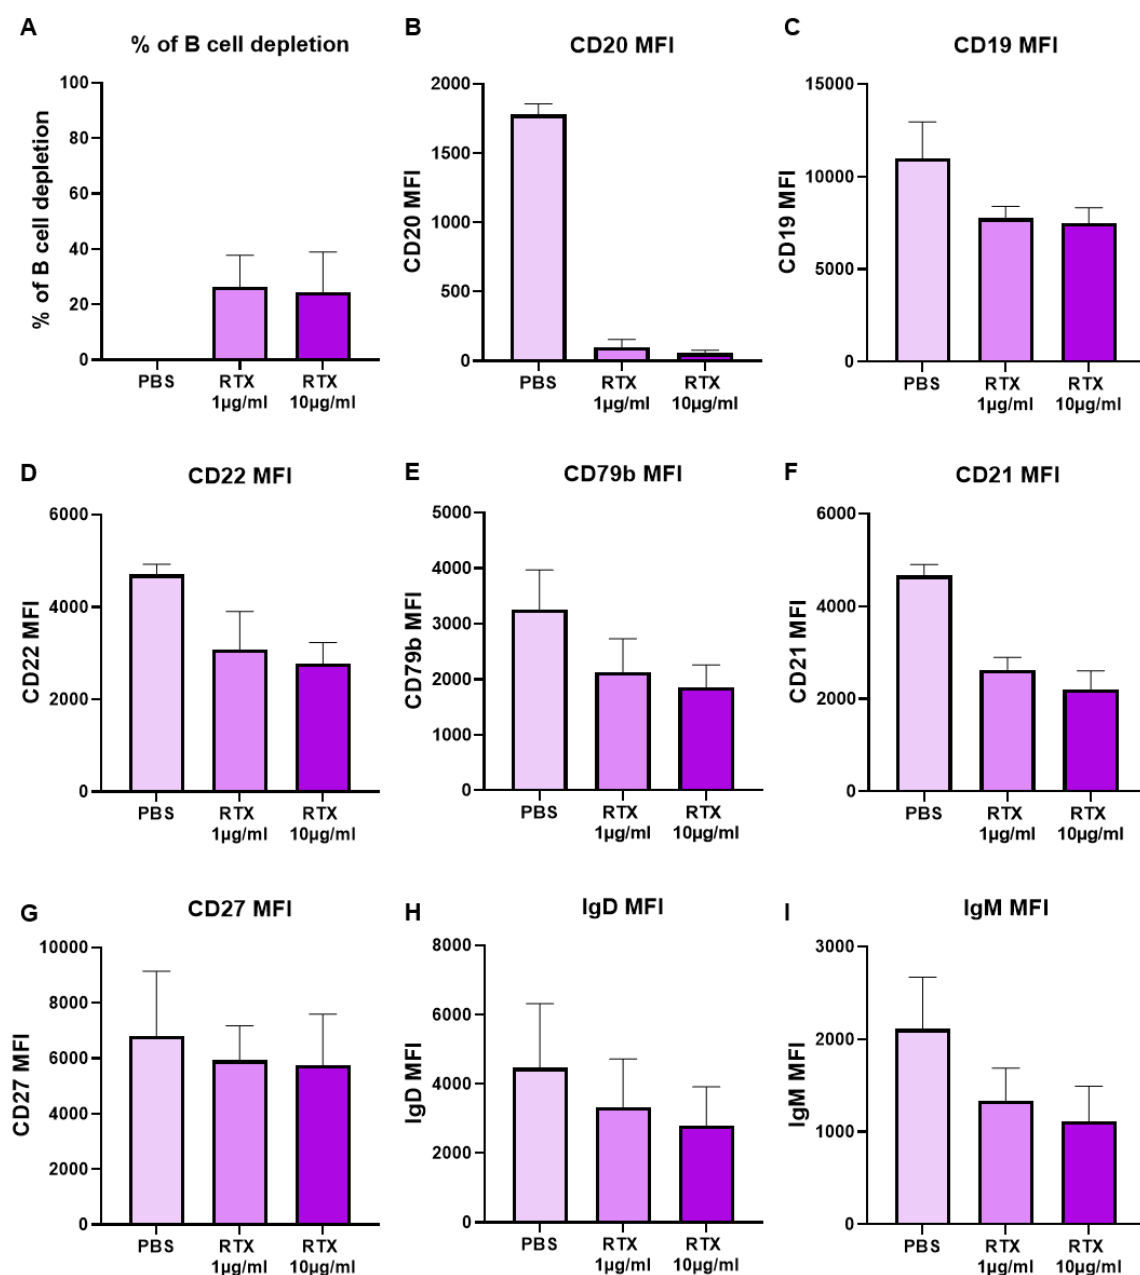 A
% of B cell depletion
% of B cell depletion
100
80
60
40
20
0
PBS
RTX
1µg/ml
RTX
10µg/ml
B
CD20 MFI
CD20 MFI
2000
1500
1000
500
0
PBS
RTX
1µg/ml
RTX
10µg/ml
C
CD19 MFI
CD19 MFI
15000
10000
5000
0
PBS
RTX
1µg/ml
RTX
10µg/ml
D
CD22 MFI
CD22 MFI
6000
4000
2000
0
PBS
RTX
1µg/ml
RTX
10µg/ml
E
CD79b MFI
CD79b MFI
5000
4000
3000
2000
1000
0
PBS
RTX
1µg/ml
RTX
10µg/ml
F
CD21 MFI
CD21 MFI
6000
4000
2000
0
PBS
RTX
1µg/ml
RTX
10µg/ml
G
CD27 MFI
CD27 MFI
10000
8000
6000
4000
2000
0
PBS
RTX
1µg/ml
RTX
10µg/ml
H
IgD MFI
IgD MFI
8000
6000
4000
2000
0
PBS
RTX
1µg/ml
RTX
10µg/ml
I
IgM MFI
IgM MFI
3000
2000
1000
0
PBS
RTX
1µg/ml
RTX
10µg/ml